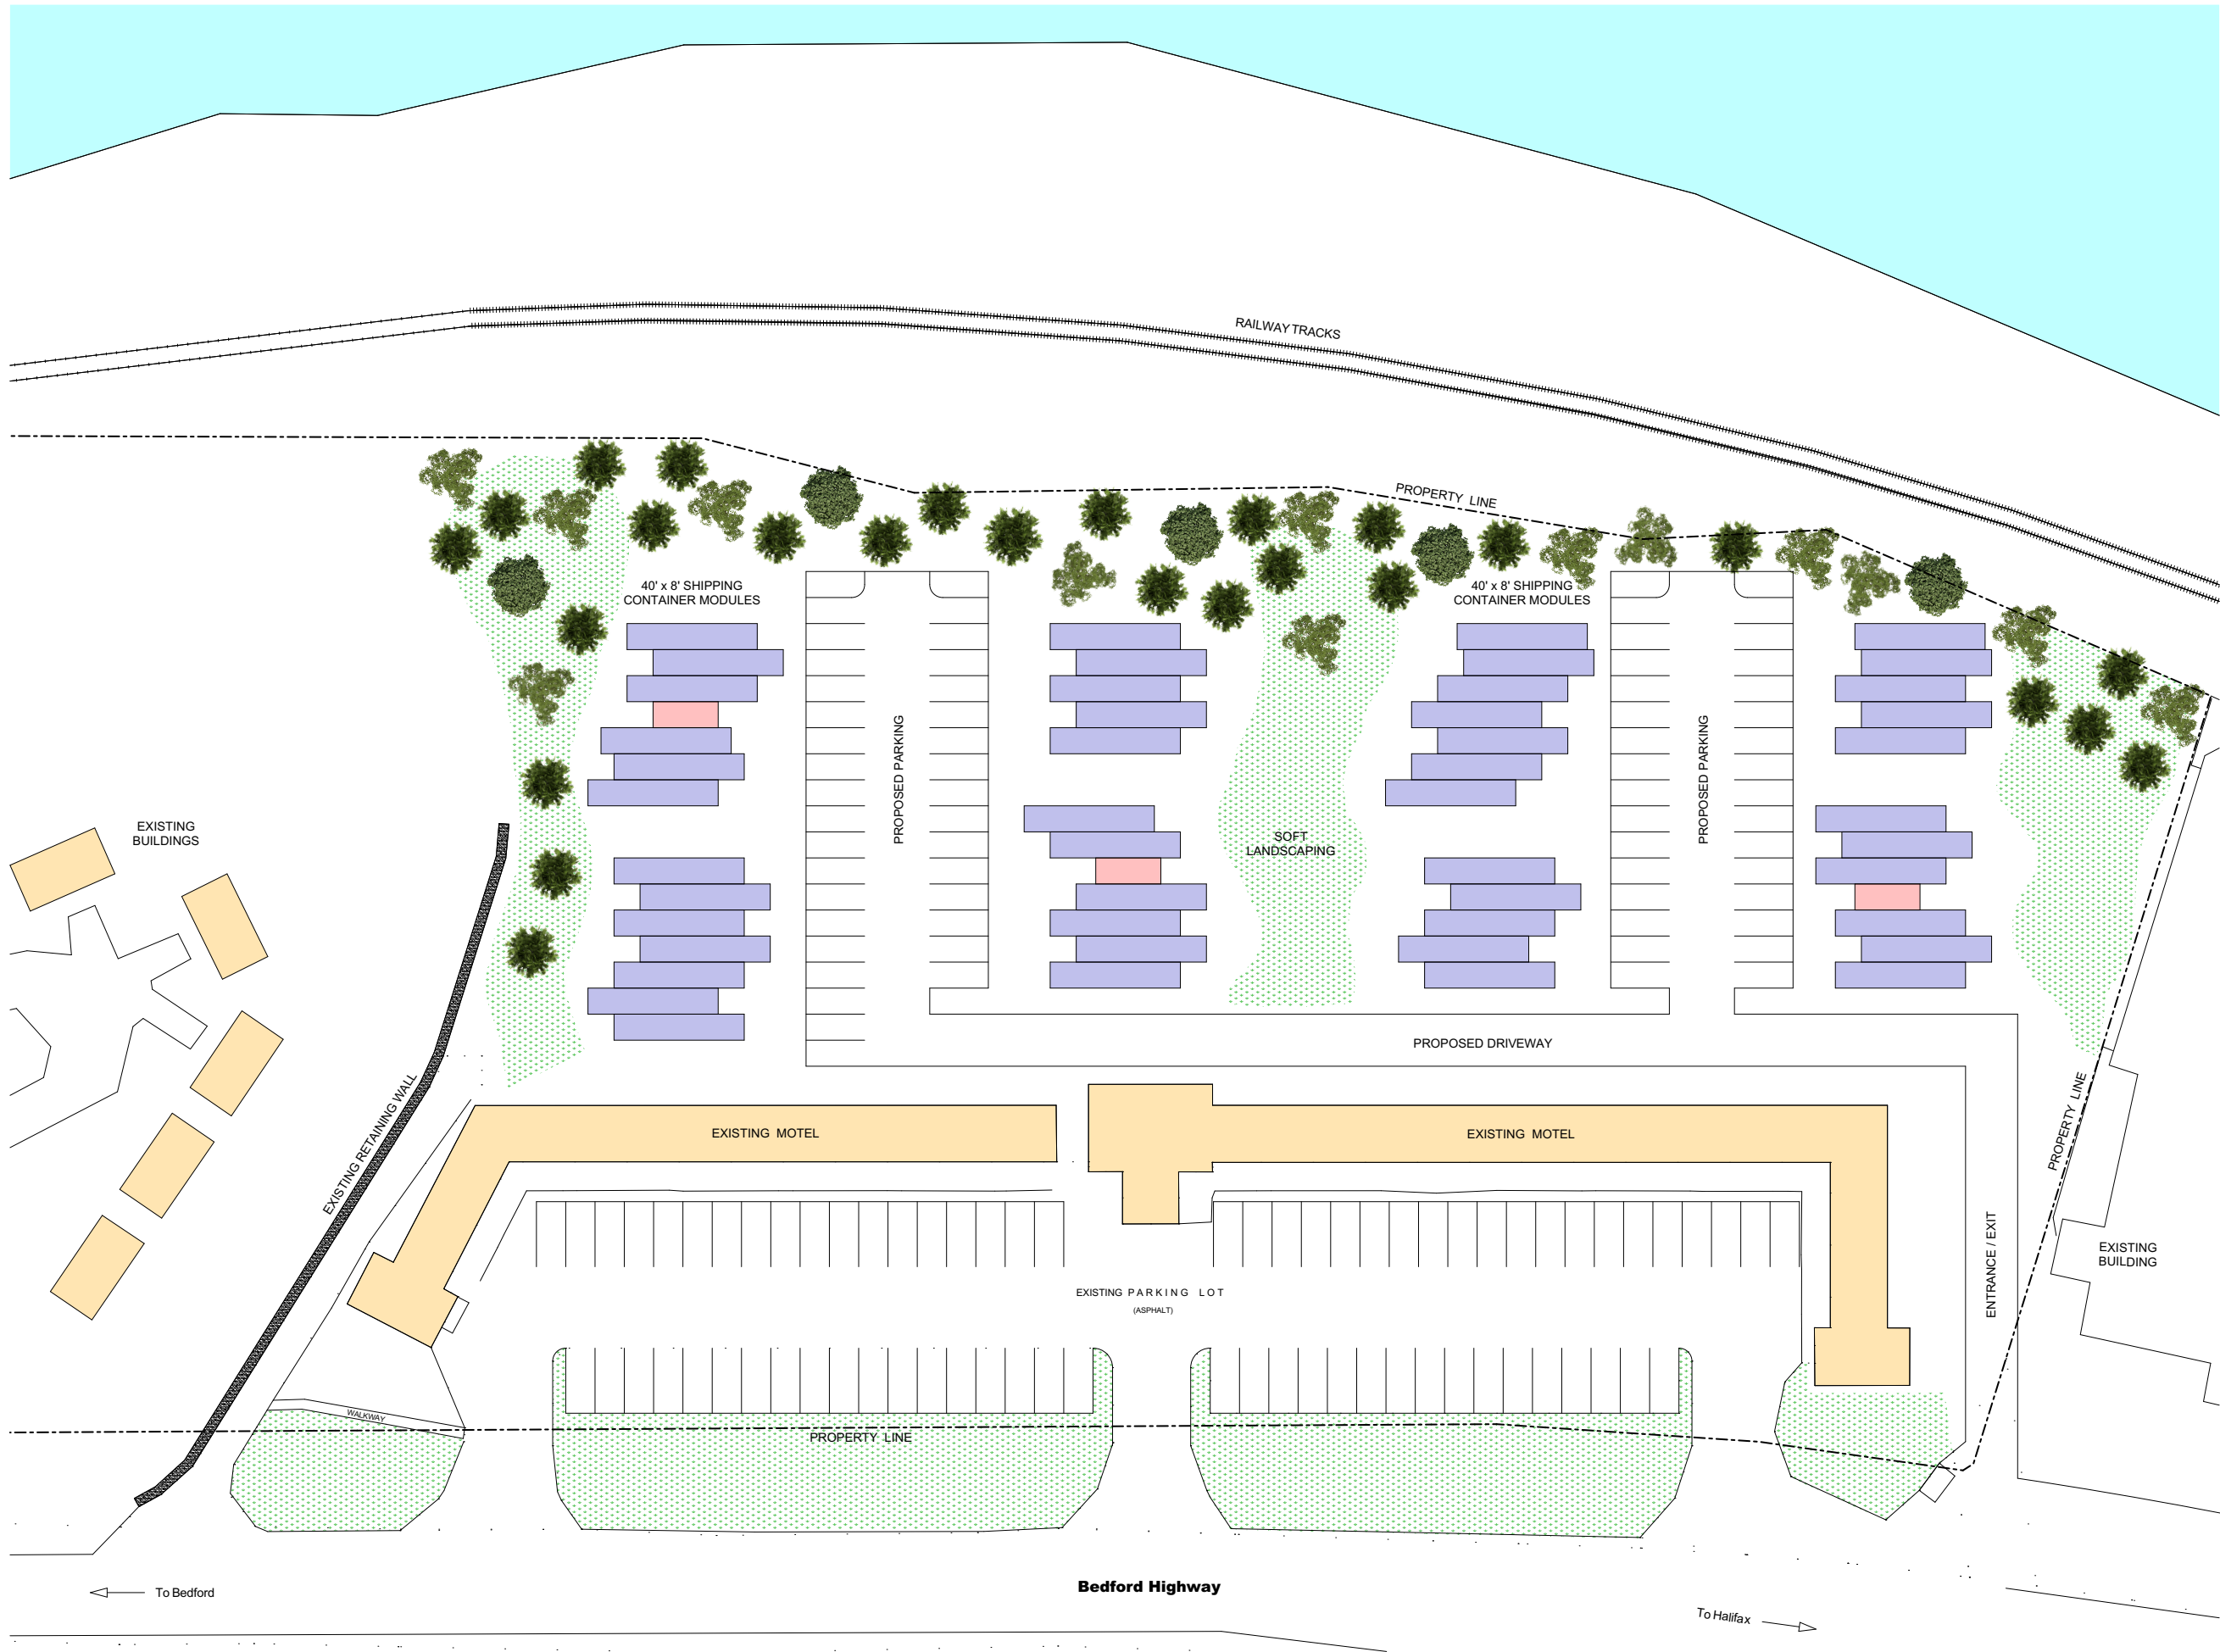 RAILWAY TRACKS
PROPERTY LINE
40' x 8' SHIPPING
CONTAINER MODULES
40' x 8' SHIPPING
CONTAINER MODULES
PROPOSED PARKING
PROPOSED PARKING
EXISTING
BUILDINGS
SOFT
LANDSCAPING
PROPOSED DRIVEWAY
EXISTING RETAINING WALL
EXISTING MOTEL
EXISTING MOTEL
PROPERTY LINE
ENTRANCE / EXIT
EXISTING
BUILDING
EXISTING PARKING LOT
(ASPHALT)
WALKWAY
PROPERTY LINE
Bedford Highway
To Bedford
To Halifax